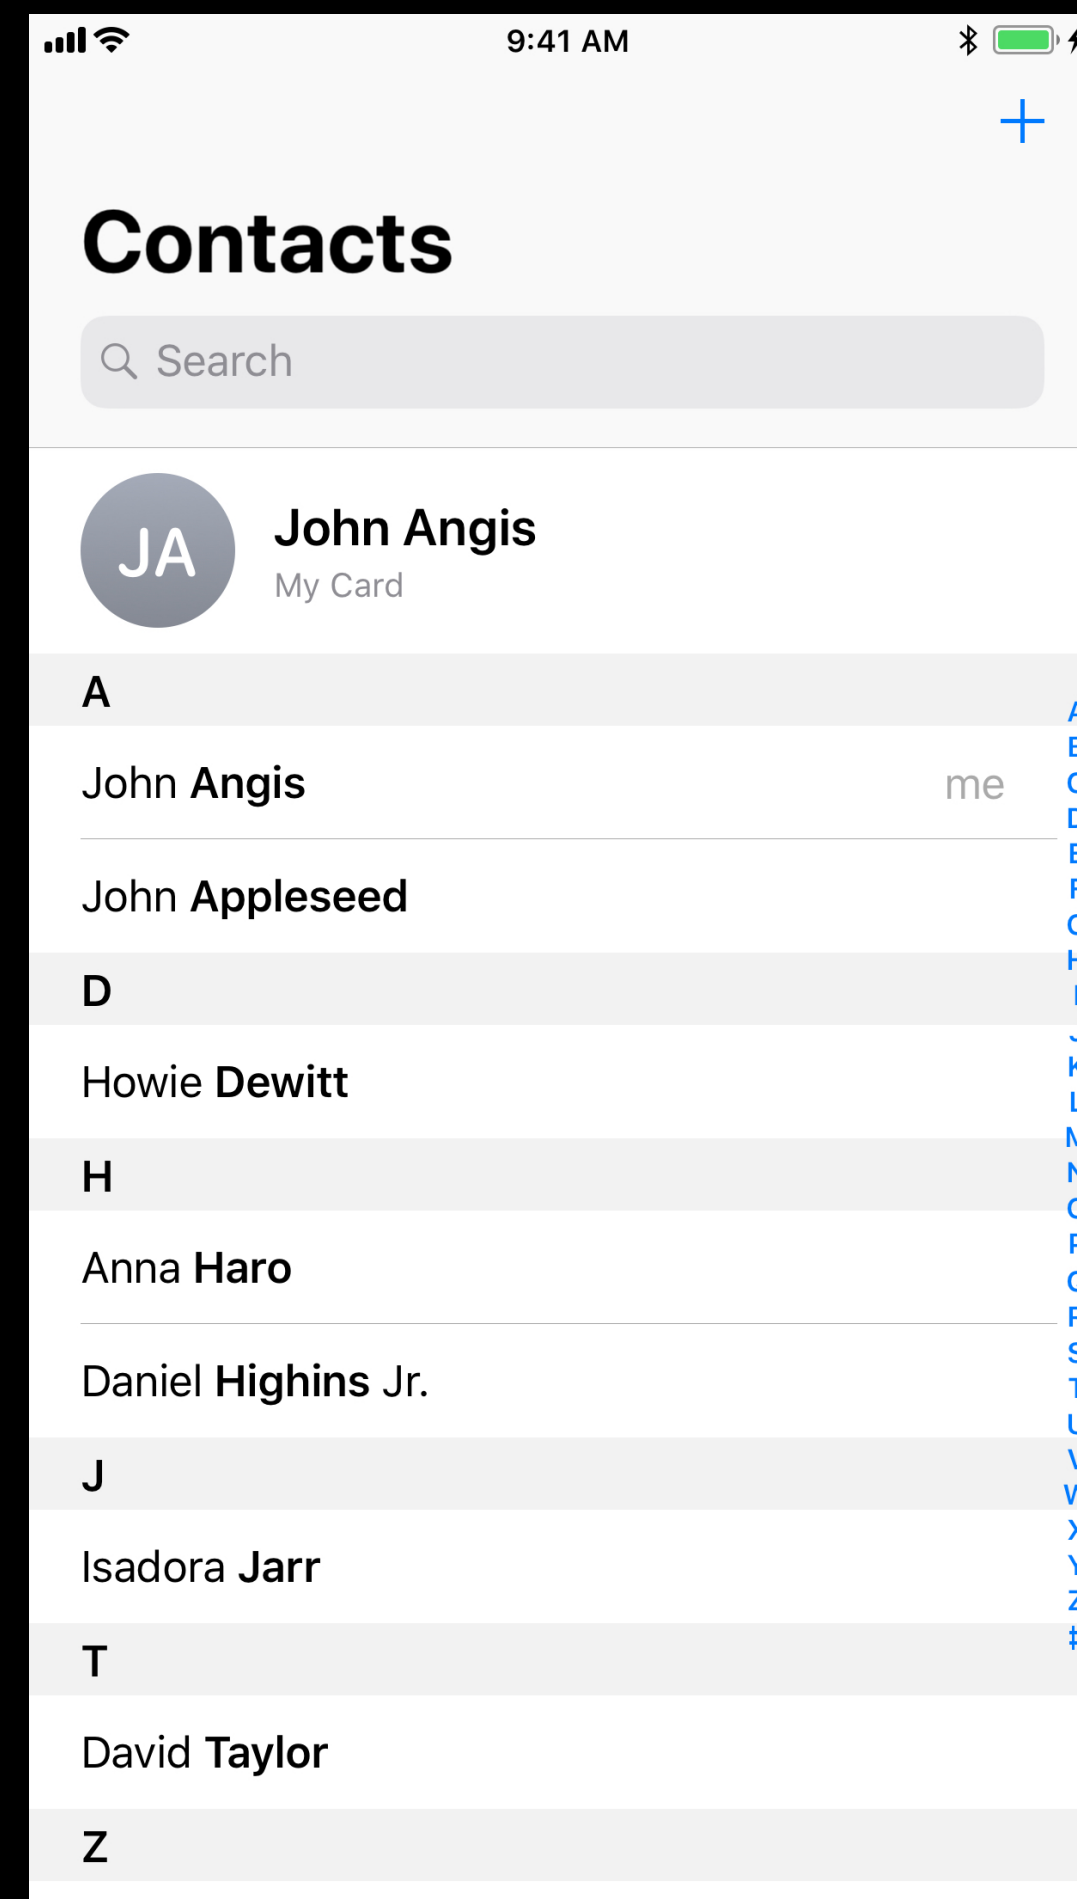 9:41 AM
Contacts
Search
JA
John Angis
My Card
A
John Angis me
John Appleseed
D
Howie Dewitt
H
Anna Haro
Daniel Highins Jr.
J
Isadora Jarr
T
David Taylor
Z
A
B
C
D
E
F
G
H
I
J
K
L
M
N
O
P
Q
R
S
T
U
V
W
X
Y
Z
#